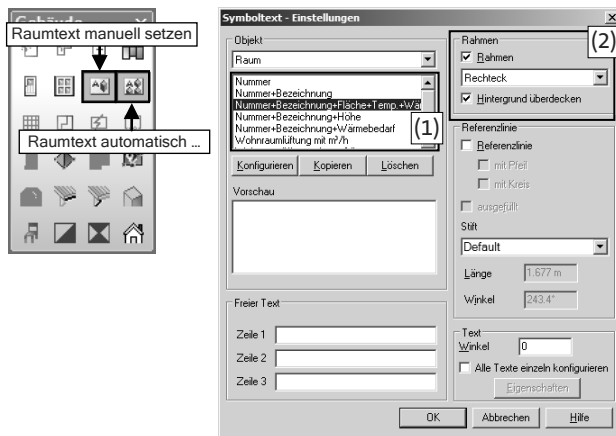 Gebäude
Raumtext manuell setzen
Raumtext automatisch ...
Symboltext - Einstellungen
Objekt
Raum
Nummer
Nummer+Bezeichnung
Nummer+Bezeichnung+Fläche+Temp.+Wär
Nummer+Bezeichnung+Höhe
Nummer+Bezeichnung+Wärmebedarf
Wohnraumlüftung mit m³/h
(1)
Konfigurieren Kopieren Löschen
Vorschau
Freier Text
Zeile 1
Zeile 2
Zeile 3
Rahmen
(2)
Rahmen
Rechteck
Hintergrund überdecken
Referenzlinie
Referenzlinie
mit Pfeil
mit Kreis
ausgefüllt
Stift
Default
Länge 1.677 m
Winkel 243.4°
Text
Winkel 0
Alle Texte einzeln konfigurieren
Eigenschaften
OK Abbrechen Hilfe